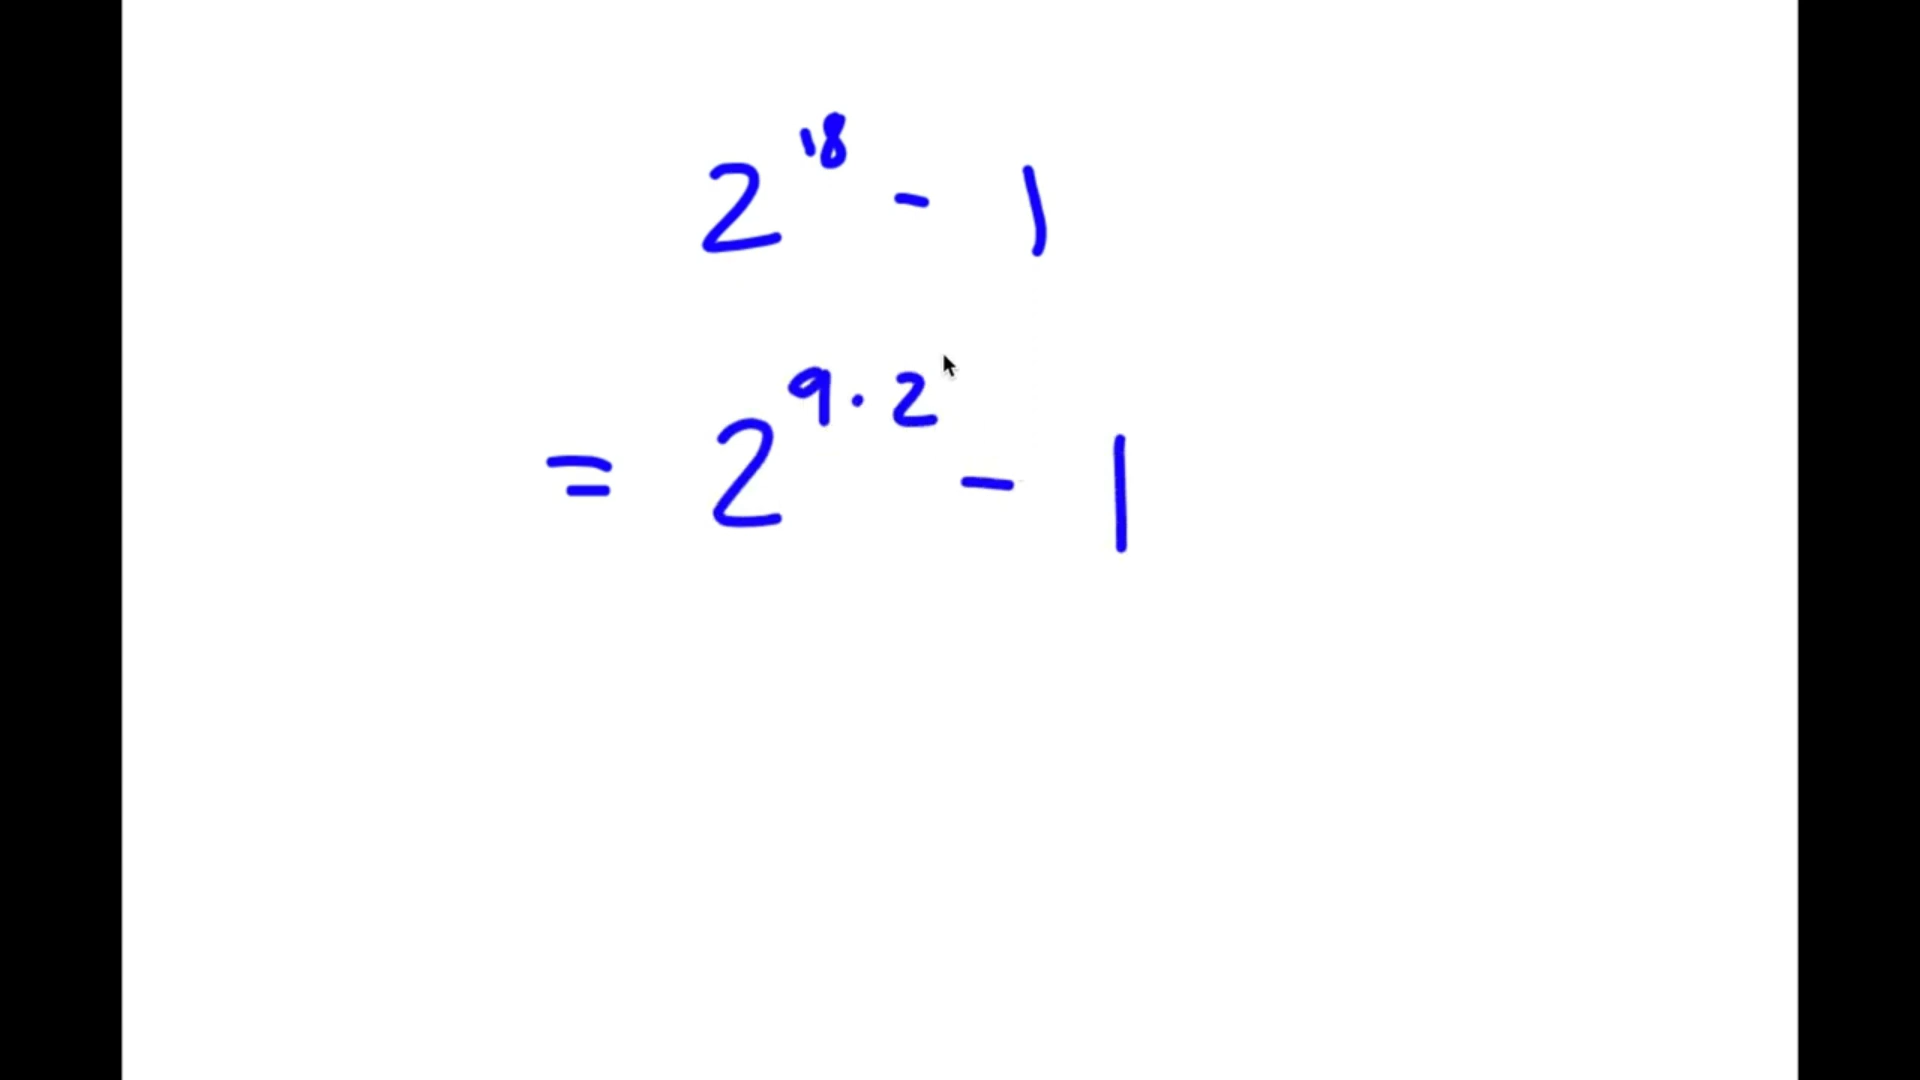 2^18 - 1
= 2^9·2 - 1